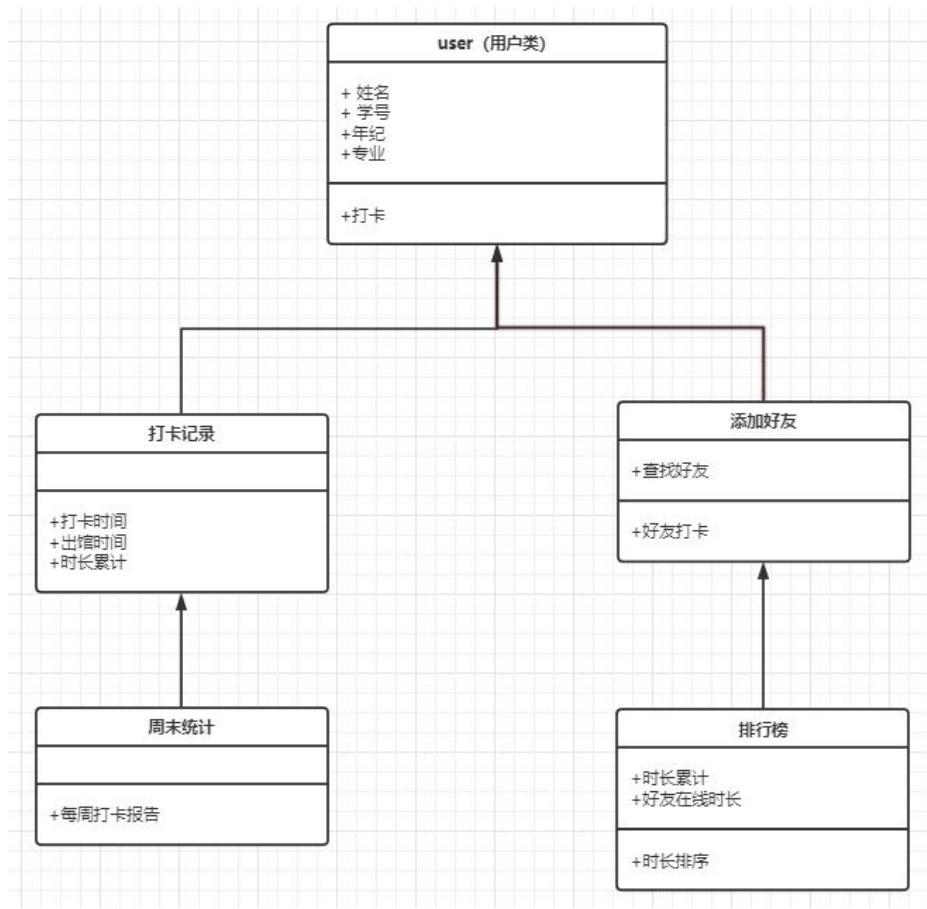 user（用户类）
+ 姓名
+ 学号
+年纪
+专业
+打卡
打卡记录
+打卡时间
+出馆时间
+时长累计
添加好友
+查找好友
+好友打卡
周末统计
+每周打卡报告
排行榜
+时长累计
+好友在线时长
+时长排序